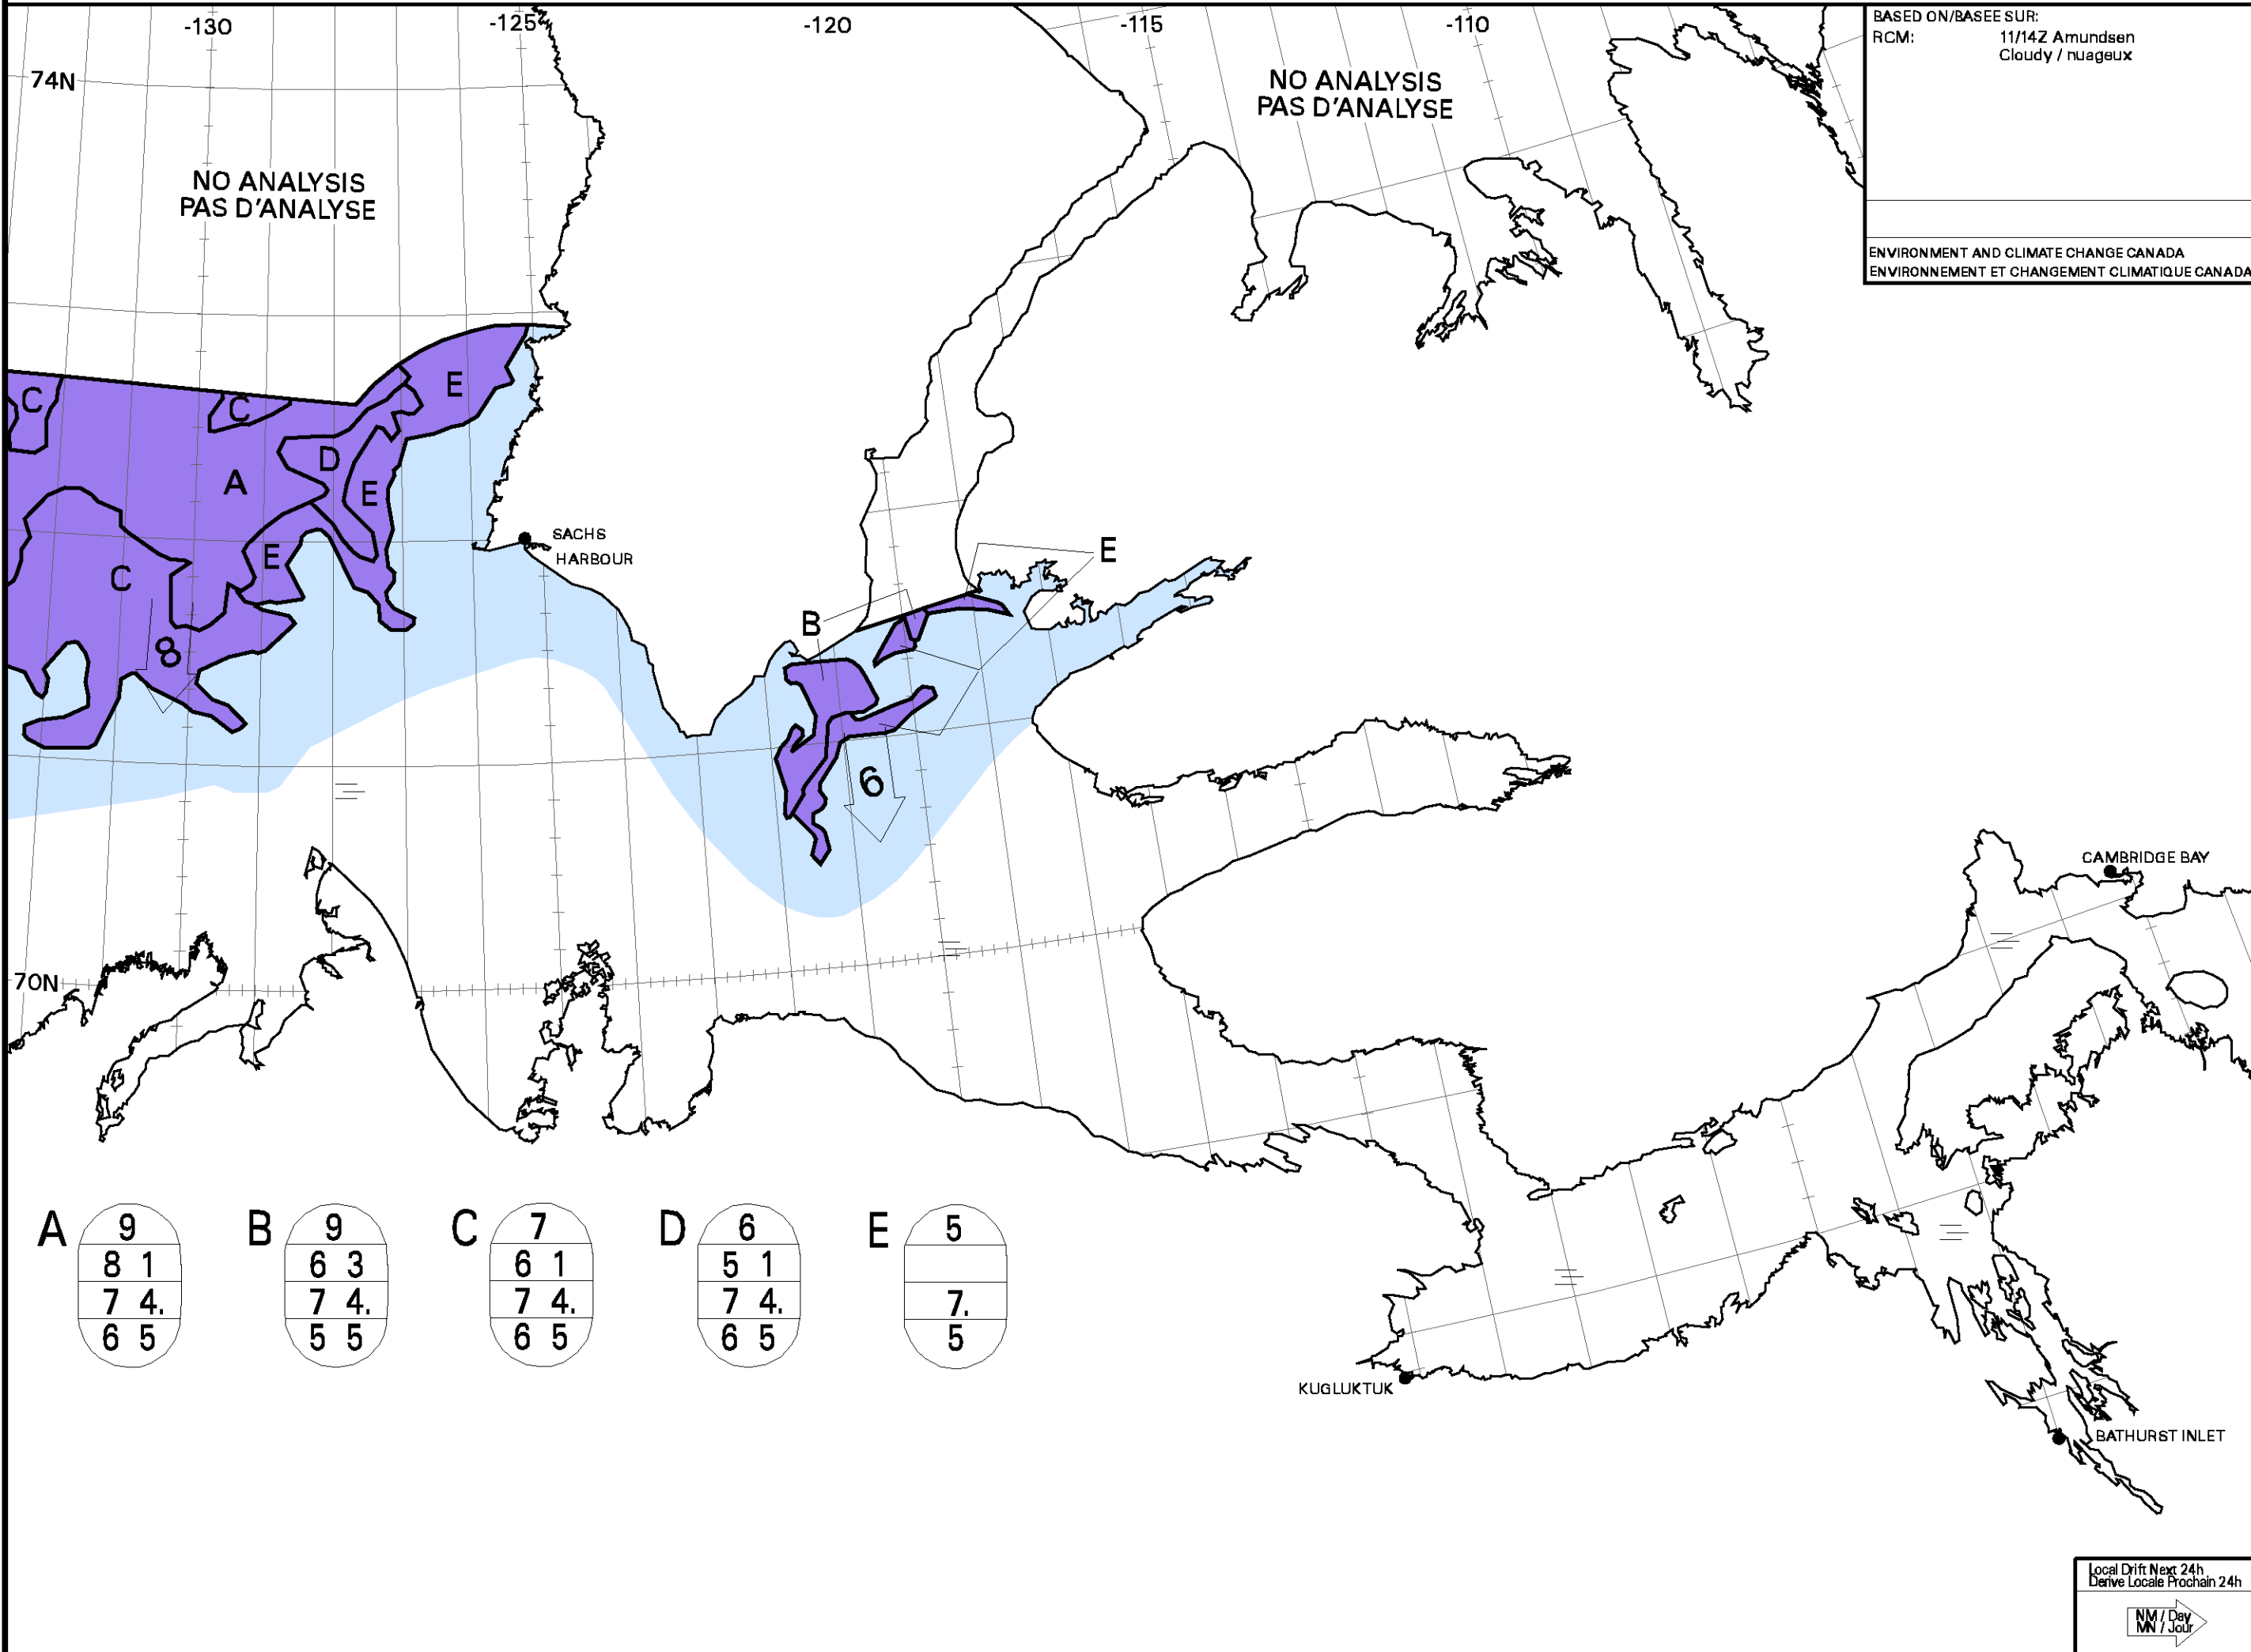 -130
-125
-120
-115
-110
BASED ON/BASEE SUR:
RCM: 11/14Z Amundsen
Cloudy / nuageux
74N
NO ANALYSIS
PAS D'ANALYSE
NO ANALYSIS
PAS D'ANALYSE
ENVIRONMENT AND CLIMATE CHANGE CANADA
ENVIRONNEMENT ET CHANGEMENT CLIMATIQUE CANADA
C
C
E
D
A
E
E
C
8
SACHS
HARBOUR
E
B
6
CAMBRIDGE BAY
70N
KUGLUKTUK
BATHURST INLET
A
9
8 1
7 4.
6 5
B
9
6 3
7 4.
5 5
C
7
6 1
7 4.
6 5
D
6
5 1
7 4.
6 5
E
5
7.
5
Local Drift Next 24h
Derive Locale Prochain 24h
NM / Day
MN / Jour